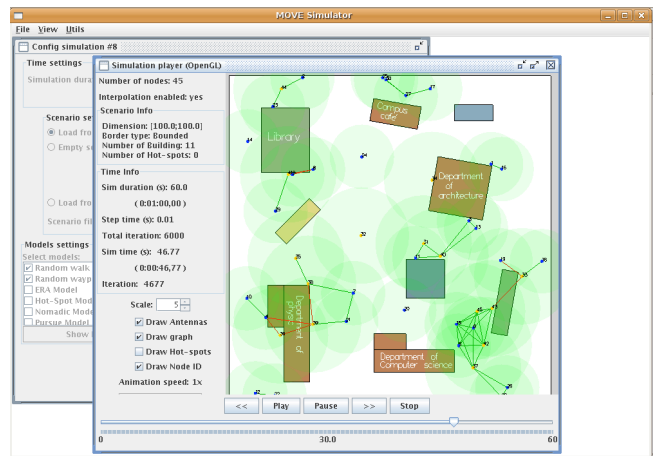 MOVE Simulator
File View Utils
Config simulation #8
Time settings
Simulation dura
Scenario se
Load fro
Empty s
Load fro
Scenario fil
Models settings
Select models:
Random walk
Random wayp
ERA Model
Hot-Spot Mod
Nomadic Mode
Pursue Model
Show
Simulation player (OpenGL)
Number of nodes: 45
Interpolation enabled: yes
Scenario Info
Dimension: [100.0;100.0]
Border type: Bounded
Number of Building: 11
Number of Hot-spots: 0
Time Info
Sim duration (s): 60.0
( 0:01:00,00 )
Step time (s): 0.01
Total iteration: 6000
Sim time (s): 46.77
( 0:00:46,77 )
Iteration: 4677
Scale: 5
Draw Antennas
Draw graph
Draw Hot-spots
Draw Node ID
Animation speed: 1x
Library
Campus
cafe'
Department
of
architecture
Department of
physic
Department of
Computer science
<< Play Pause >> Stop
0 30.0 60